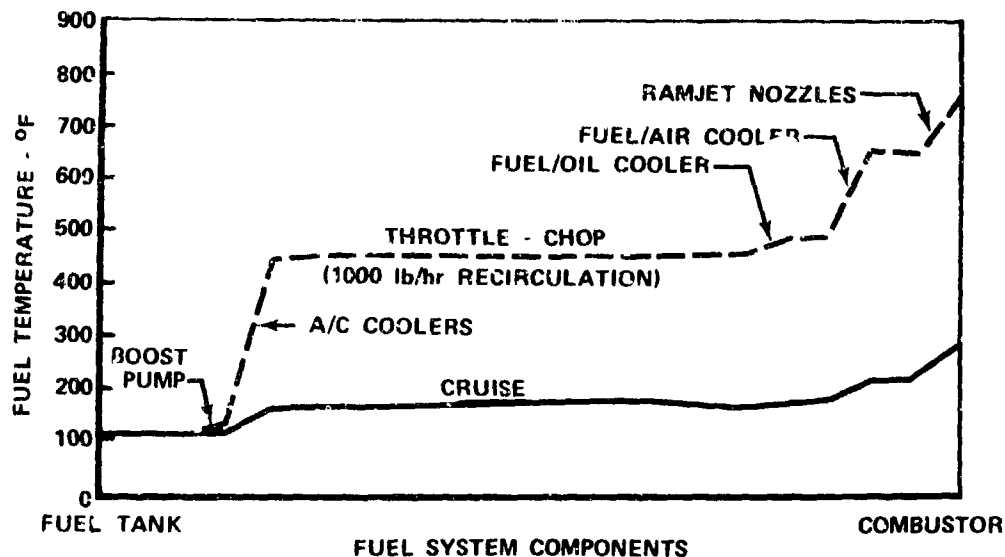 900
800
700
600
500
400
300
200
100
0
FUEL TEMPERATURE - ºF
RAMJET NOZZLES
FUEL/AIR COOLER
FUEL/OIL COOLER
THROTTLE - CHOP
(1000 lb/hr RECIRCULATION)
A/C COOLERS
BOOST
PUMP
CRUISE
FUEL TANK
COMBUSTOR
FUEL SYSTEM COMPONENTS